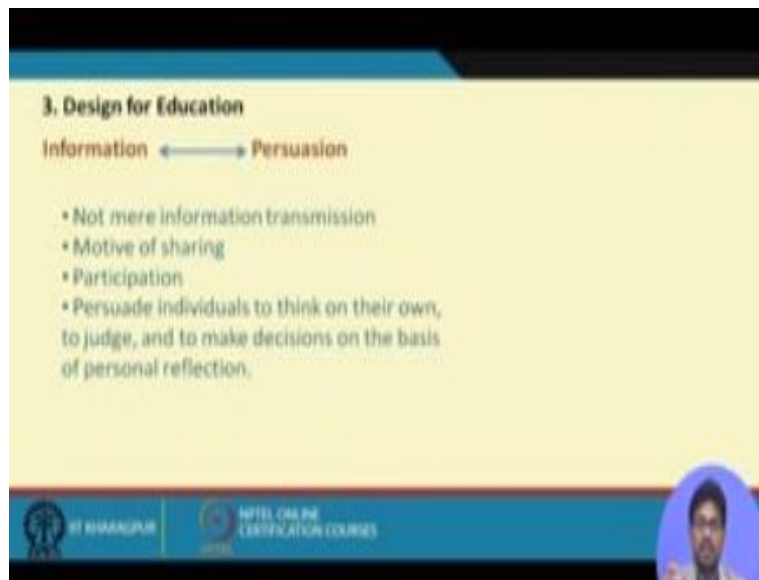 3. Design for Education
Information ↔ Persuasion
• Not mere information transmission
• Motive of sharing
• Participation
• Persuade individuals to think on their own,
to judge, and to make decisions on the basis
of personal reflection.
IIT KHARAGPUR
NPTEL ONLINE
CERTIFICATION COURSES
NPTEL